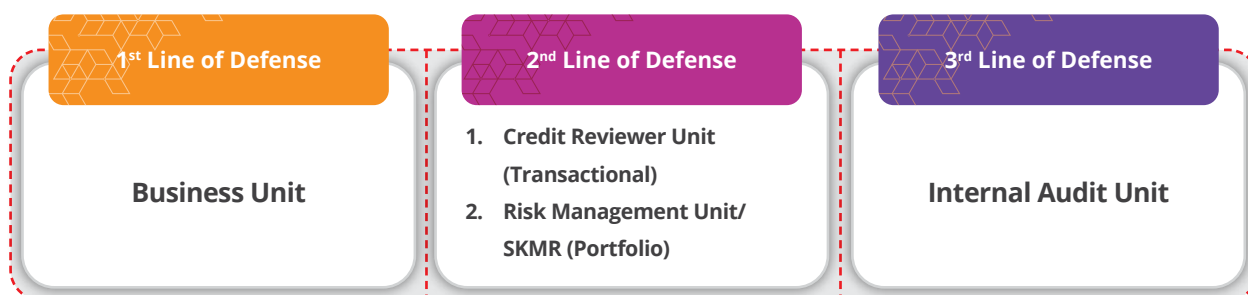 1st Line of Defense
Business Unit
2nd Line of Defense
1. Credit Reviewer Unit
(Transactional)
2. Risk Management Unit/
SKMR (Portfolio)
3rd Line of Defense
Internal Audit Unit